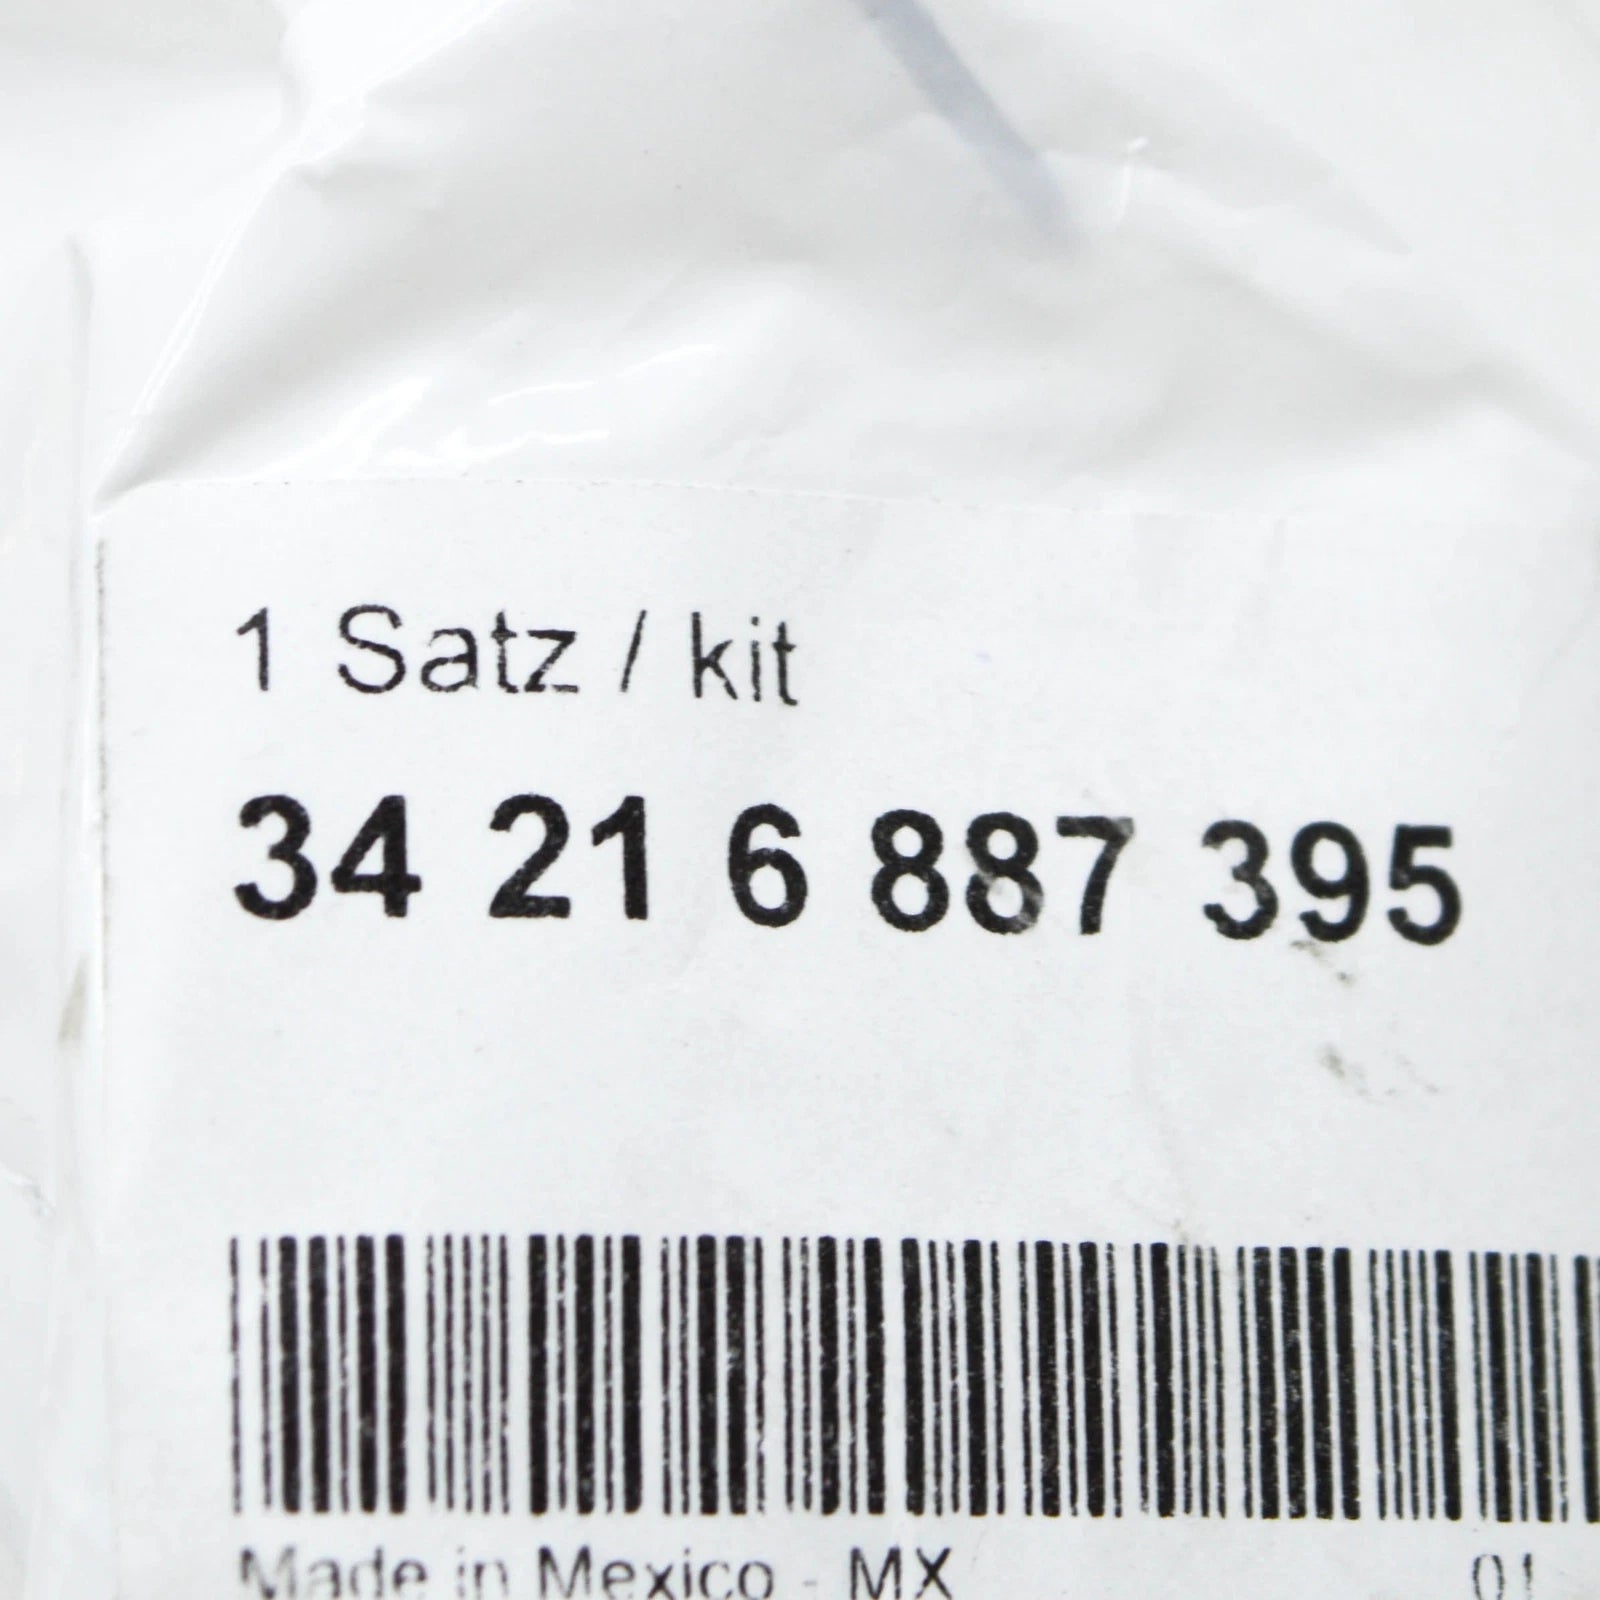 1 Satz / kit
34 21 6 887 395
Made in Mexico - MX
01